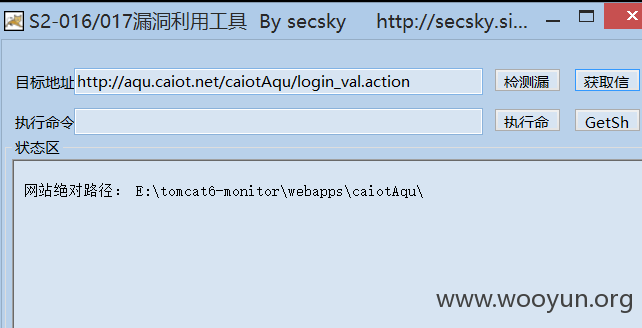 S2-016/017漏洞利用工具 By secsky http://secsky.si...
目标地址 http://aqu.caiot.net/caiotAqu/login_val.action 检测漏 获取信
执行命令 执行命 GetSh
状态区
网站绝对路径： E:\tomcat6-monitor\webapps\caiotAqu\
www.wooyun.org